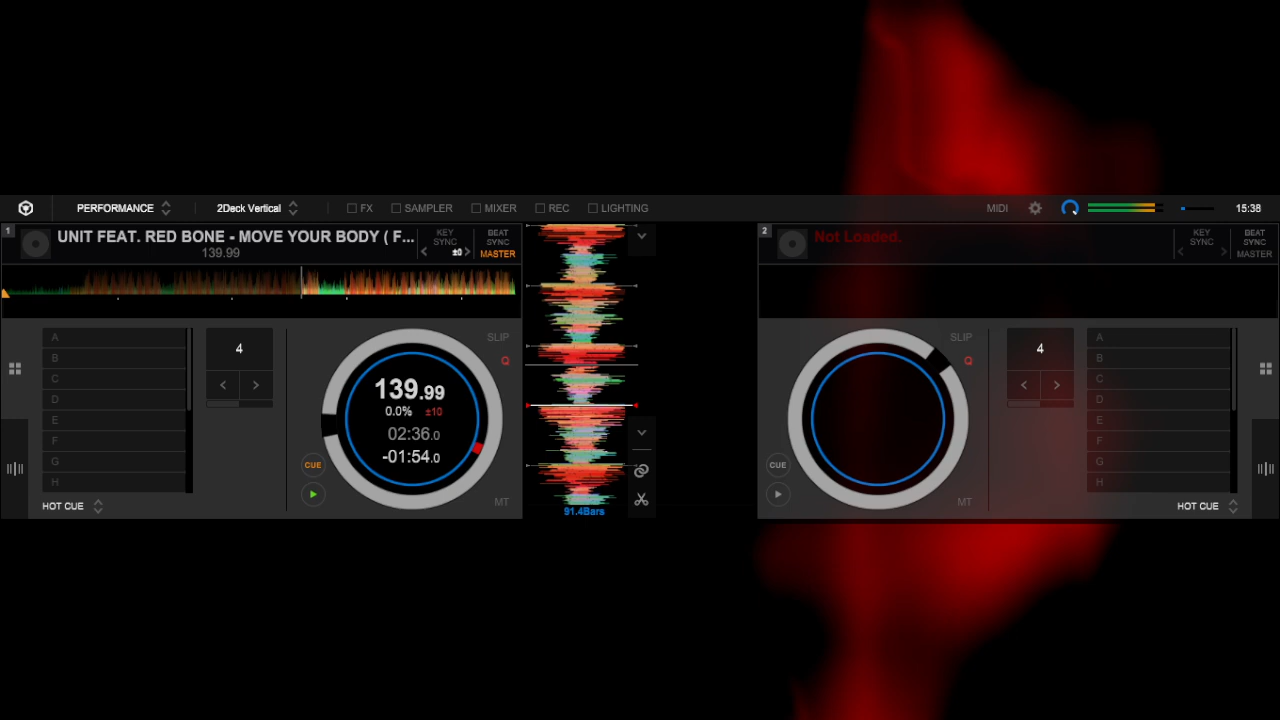 PERFORMANCE 2Deck Vertical FX SAMPLER MIXER REC LIGHTING MIDI 15:38
1 UNIT FEAT. RED BONE - MOVE YOUR BODY ( F... KEY SYNC ±0 BEAT SYNC MASTER
139.99
2 Not Loaded. KEY SYNC BEAT SYNC MASTER
A
B
C
D
E
F
G
H
HOT CUE
4
SLIP
Q
139.99
0.0% ±10
02:36.0
-01:54.0
CUE
MT
91.4Bars
SLIP
Q
CUE
MT
4
A
B
C
D
E
F
G
H
HOT CUE